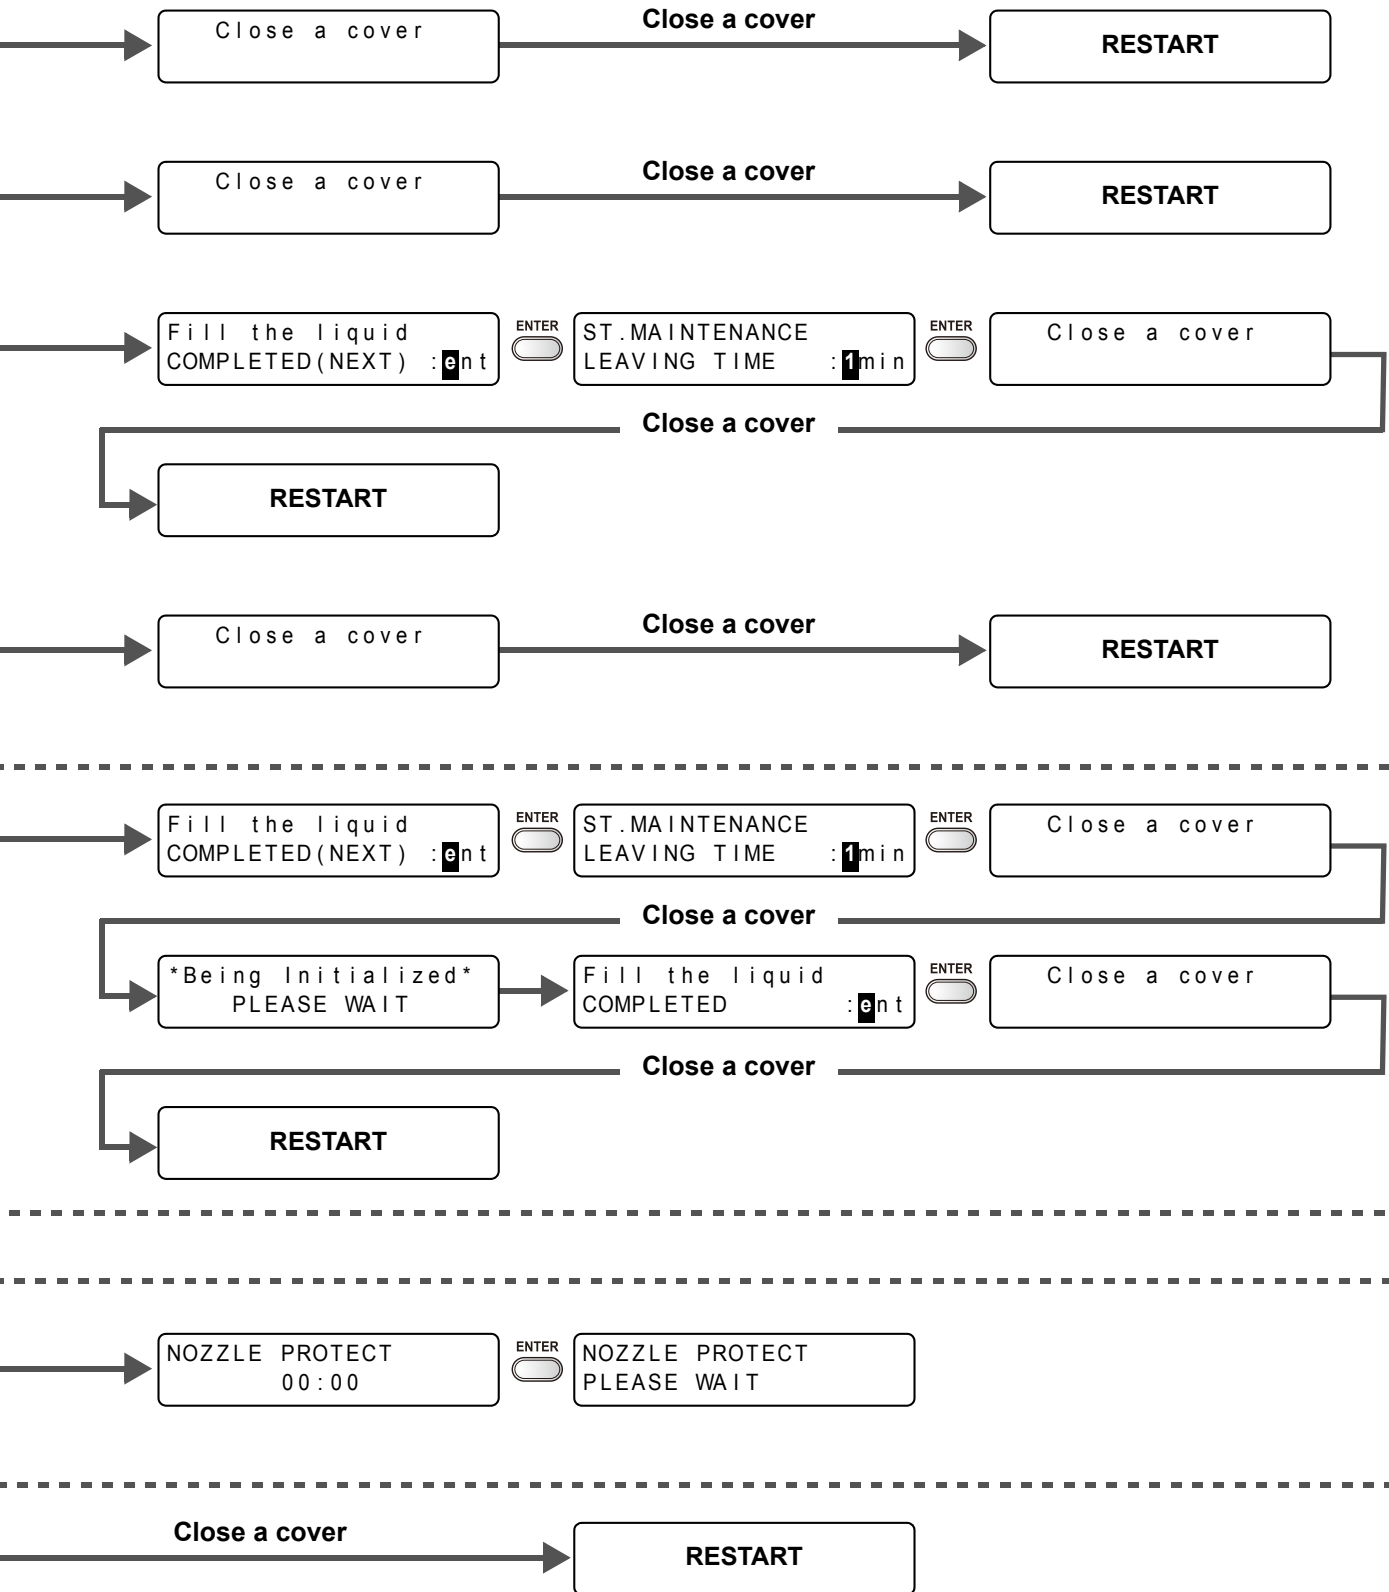 Close a cover
Close a cover
RESTART
Close a cover
Close a cover
RESTART
Fill the liquid
COMPLETED(NEXT) :ent
ENTER
ST.MAINTENANCE
LEAVING TIME :1min
ENTER
Close a cover
Close a cover
RESTART
Close a cover
Close a cover
RESTART
Fill the liquid
COMPLETED(NEXT) :ent
ENTER
ST.MAINTENANCE
LEAVING TIME :1min
ENTER
Close a cover
Close a cover
*Being Initialized*
PLEASE WAIT
Fill the liquid
COMPLETED :ent
ENTER
Close a cover
Close a cover
RESTART
NOZZLE PROTECT
00:00
ENTER
NOZZLE PROTECT
PLEASE WAIT
Close a cover
RESTART